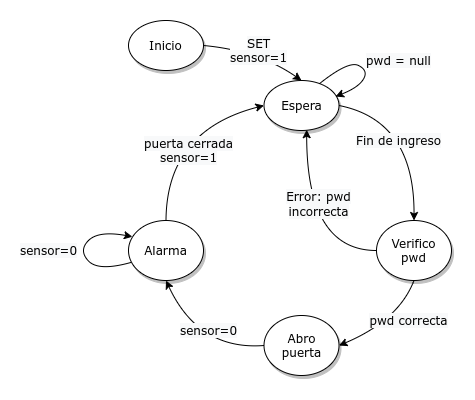 Inicio
SET
sensor=1
pwd = null
Espera
puerta cerrada
sensor=1
Fin de ingreso
Error: pwd
incorrecta
sensor=0
Alarma
Verifico
pwd
sensor=0
pwd correcta
Abro
puerta